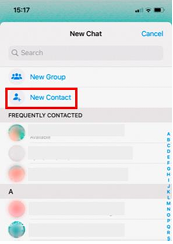 15:17
New Chat
Cancel
Search
New Group
New Contact
FREQUENTLY CONTACTED
A
A
B
C
D
E
F
G
H
I
J
K
L
M
N
O
P
Q
R
S